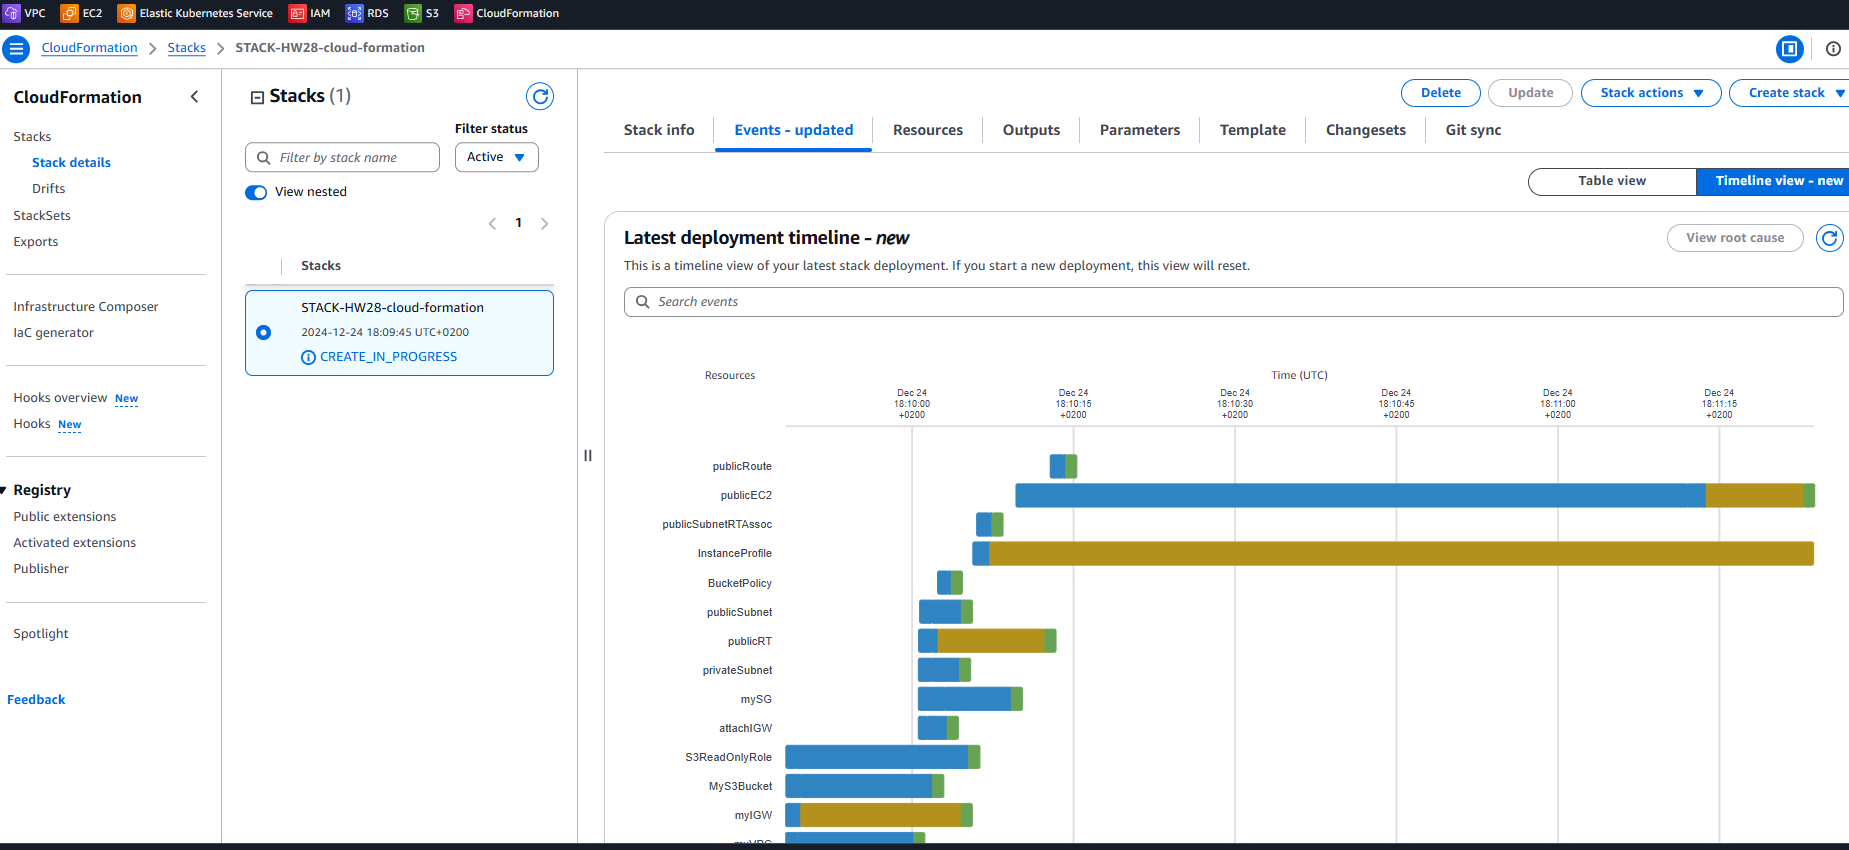 VPC EC2 Elastic Kubernetes Service IAM RDS S3 CloudFormation
CloudFormation Stacks STACK-HW28-cloud-formation
CloudFormation
Stacks
Stack details
Drifts
StackSets
Exports
Infrastructure Composer
IaC generator
Hooks overview New
Hooks New
Registry
Public extensions
Activated extensions
Publisher
Spotlight
Feedback
Stacks (1)
Filter status
Filter by stack name
Active
View nested
1
Stacks
STACK-HW28-cloud-formation
2024-12-24 18:09:45 UTC+0200
CREATE_IN_PROGRESS
Delete Update Stack actions Create stack
Stack info Events - updated Resources Outputs Parameters Template Changesets Git sync
Table view Timeline view - new
Latest deployment timeline - new
View root cause
This is a timeline view of your latest stack deployment. If you start a new deployment, this view will reset.
Search events
Resources Time (UTC)
Dec 24 Dec 24 Dec 24 Dec 24 Dec 24 Dec 24
18:10:00 18:10:15 18:10:30 18:10:45 18:11:00 18:11:15
+0200 +0200 +0200 +0200 +0200 +0200
publicRoute
publicEC2
publicSubnetRTAssoc
InstanceProfile
BucketPolicy
publicSubnet
publicRT
privateSubnet
mySG
attachIGW
S3ReadOnlyRole
MyS3Bucket
myIGW
myVPC